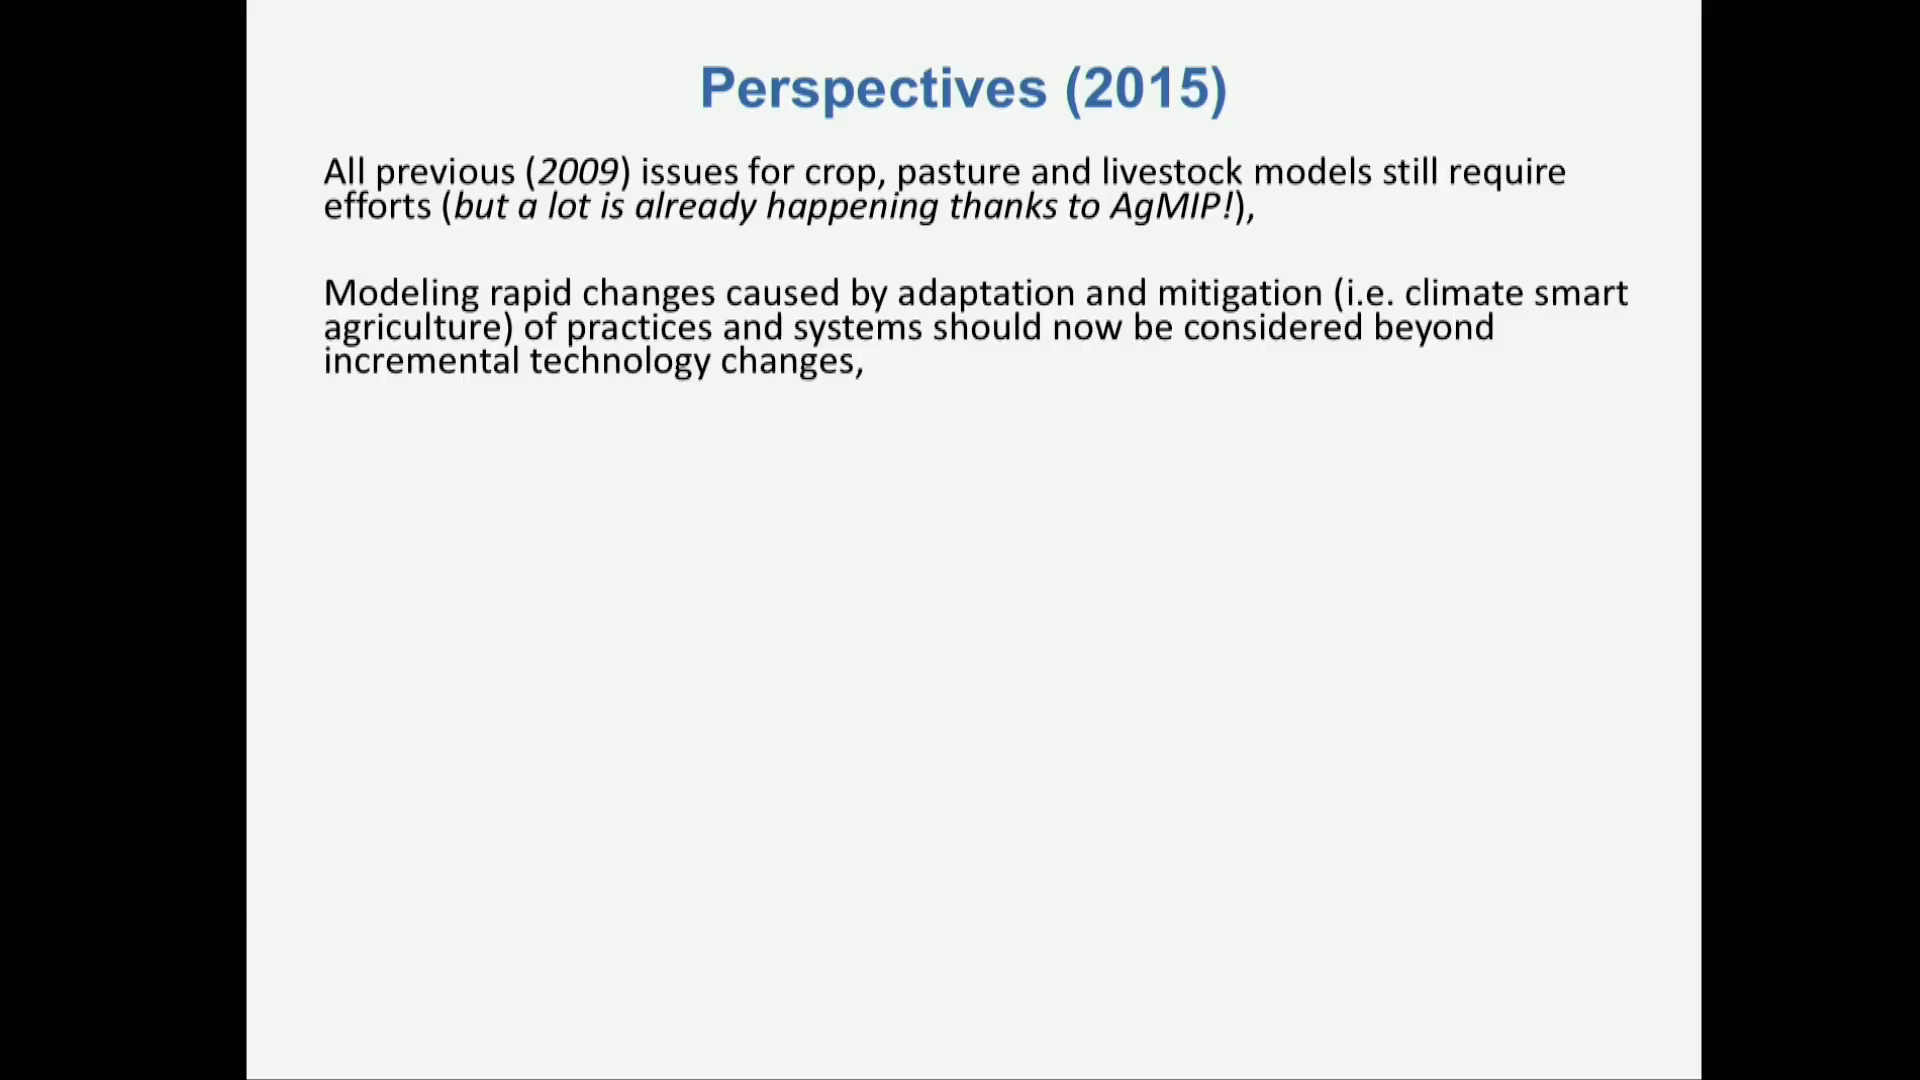 Perspectives (2015)
All previous (2009) issues for crop, pasture and livestock models still require
efforts (but a lot is already happening thanks to AgMIP!),
Modeling rapid changes caused by adaptation and mitigation (i.e. climate smart
agriculture) of practices and systems should now be considered beyond
incremental technology changes,